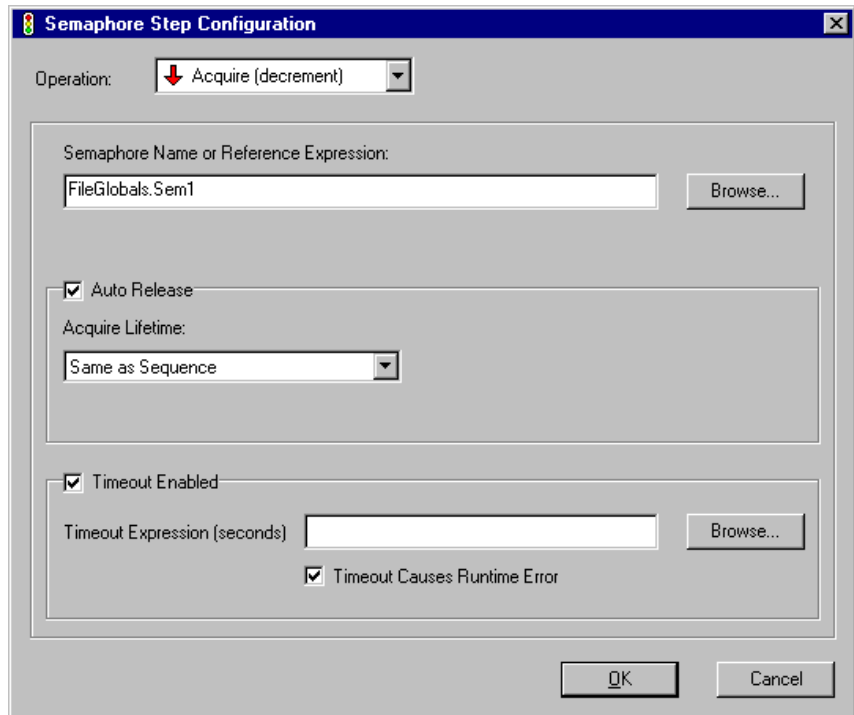 Semaphore Step Configuration
Operation: Acquire (decrement)
Semaphore Name or Reference Expression:
FileGlobals.Sem1 Browse...
Auto Release
Acquire Lifetime:
Same as Sequence
Timeout Enabled
Timeout Expression (seconds) Browse...
Timeout Causes Runtime Error
OK Cancel